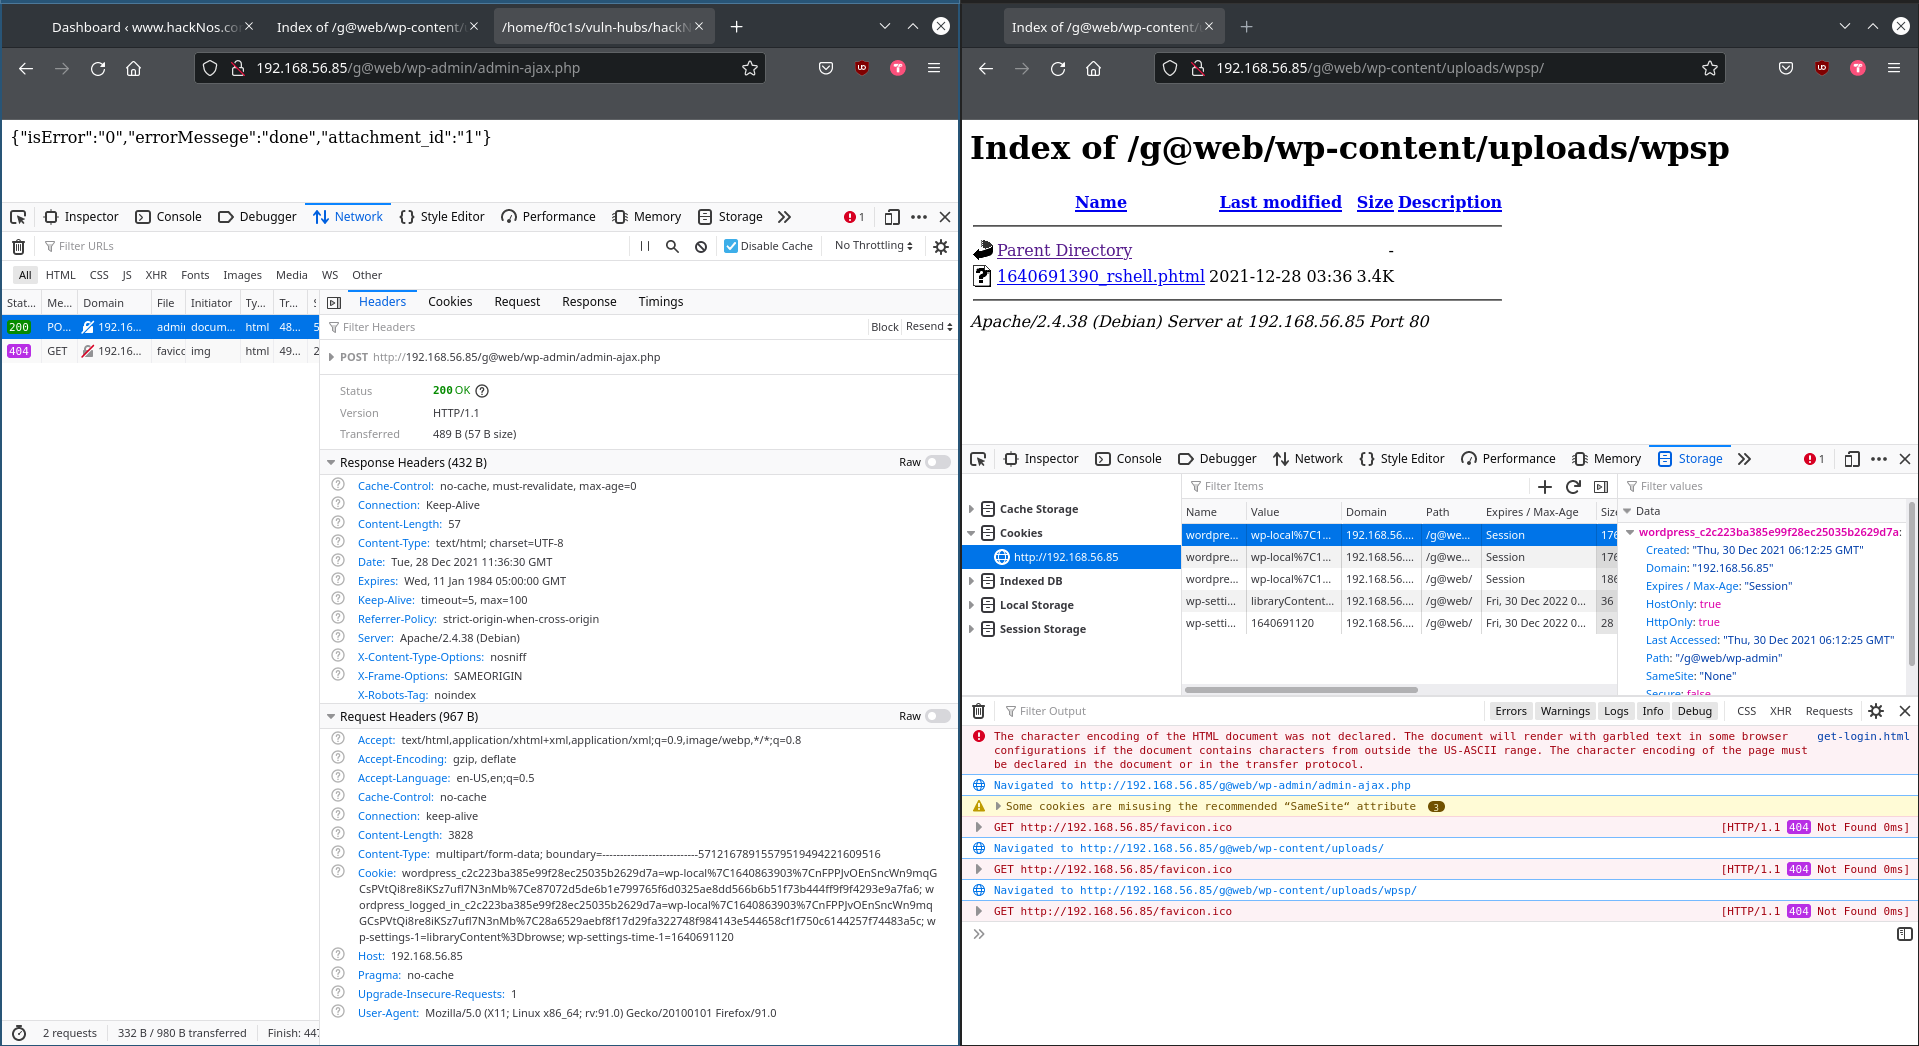 Dashboard ‹ www.hackNos.co
Index of /g@web/wp-content/
/home/f0c1s/vuln-hubs/hackN
192.168.56.85/g@web/wp-admin/admin-ajax.php
{"isError":"0","errorMessege":"done","attachment_id":"1"}
Inspector Console Debugger Network Style Editor Performance Memory Storage 1
Filter URLs Disable Cache No Throttling
All HTML CSS JS XHR Fonts Images Media WS Other
Stat... Me... Domain File Initiator Ty... Tr... S
200 PO... 192.16... admi docum... html 48... 5
404 GET 192.16... favic img html 49... 2
Headers Cookies Request Response Timings
Filter Headers Block Resend
POST http://192.168.56.85/g@web/wp-admin/admin-ajax.php
Status 200 OK
Version HTTP/1.1
Transferred 489 B (57 B size)
Response Headers (432 B) Raw
Cache-Control: no-cache, must-revalidate, max-age=0
Connection: Keep-Alive
Content-Length: 57
Content-Type: text/html; charset=UTF-8
Date: Tue, 28 Dec 2021 11:36:30 GMT
Expires: Wed, 11 Jan 1984 05:00:00 GMT
Keep-Alive: timeout=5, max=100
Referrer-Policy: strict-origin-when-cross-origin
Server: Apache/2.4.38 (Debian)
X-Content-Type-Options: nosniff
X-Frame-Options: SAMEORIGIN
X-Robots-Tag: noindex
Request Headers (967 B) Raw
Accept: text/html,application/xhtml+xml,application/xml;q=0.9,image/webp,*/*;q=0.8
Accept-Encoding: gzip, deflate
Accept-Language: en-US,en;q=0.5
Cache-Control: no-cache
Connection: keep-alive
Content-Length: 3828
Content-Type: multipart/form-data; boundary=---------------------------57121678915579519494221609516
Cookie: wordpress_c2c223ba385e99f28ec25035b2629d7a=wp-local%7C1640863903%7CnFPPJvOEnSncWn9mqG
CsPVtQi8re8iKSz7ufl7N3nMb%7Ce87072d5de6b1e799765f6d0325ae8dd566b6b51f73b444ff9f9f4293e9a7fa6; w
ordpress_logged_in_c2c223ba385e99f28ec25035b2629d7a=wp-local%7C1640863903%7CnFPPJvOEnSncWn9mq
GCsPVtQi8re8iKSz7ufl7N3nMb%7C28a6529aebf8f17d29fa322748f984143e544658cf1f750c6144257f74483a5c; w
p-settings-1=libraryContent%3Dbrowse; wp-settings-time-1=1640691120
Host: 192.168.56.85
Pragma: no-cache
Upgrade-Insecure-Requests: 1
User-Agent: Mozilla/5.0 (X11; Linux x86_64; rv:91.0) Gecko/20100101 Firefox/91.0
2 requests 332 B / 980 B transferred Finish: 447
Index of /g@web/wp-content/
192.168.56.85/g@web/wp-content/uploads/wpsp/
Index of /g@web/wp-content/uploads/wpsp
Name Last modified Size Description
Parent Directory -
1640691390_rshell.phtml 2021-12-28 03:36 3.4K
Apache/2.4.38 (Debian) Server at 192.168.56.85 Port 80
Inspector Console Debugger Network Style Editor Performance Memory Storage 1
Cache Storage
Cookies
http://192.168.56.85
Indexed DB
Local Storage
Session Storage
Filter Items
Name Value Domain Path Expires / Max-Age Size
wordpre... wp-local%7C1... 192.168.56.... /g@we... Session 176
wordpre... wp-local%7C1... 192.168.56.... /g@we... Session 176
wordpre... wp-local%7C1... 192.168.56.... /g@web/ Session 186
wp-setti... libraryContent... 192.168.56.... /g@web/ Fri, 30 Dec 2022 0... 36
wp-setti... 1640691120 192.168.56.... /g@web/ Fri, 30 Dec 2022 0... 28
Filter values
Data
wordpress_c2c223ba385e99f28ec25035b2629d7a:
Created: "Thu, 30 Dec 2021 06:12:25 GMT"
Domain: "192.168.56.85"
Expires / Max-Age: "Session"
HostOnly: true
HttpOnly: true
Last Accessed: "Thu, 30 Dec 2021 06:12:25 GMT"
Path: "/g@web/wp-admin"
SameSite: "None"
Secure: false
Filter Output Errors Warnings Logs Info Debug CSS XHR Requests
The character encoding of the HTML document was not declared. The document will render with garbled text in some browser get-login.html
configurations if the document contains characters from outside the US-ASCII range. The character encoding of the page must
be declared in the document or in the transfer protocol.
Navigated to http://192.168.56.85/g@web/wp-admin/admin-ajax.php
Some cookies are misusing the recommended “SameSite“ attribute 3
GET http://192.168.56.85/favicon.ico [HTTP/1.1 404 Not Found 0ms]
Navigated to http://192.168.56.85/g@web/wp-content/uploads/
GET http://192.168.56.85/favicon.ico [HTTP/1.1 404 Not Found 0ms]
Navigated to http://192.168.56.85/g@web/wp-content/uploads/wpsp/
GET http://192.168.56.85/favicon.ico [HTTP/1.1 404 Not Found 0ms]